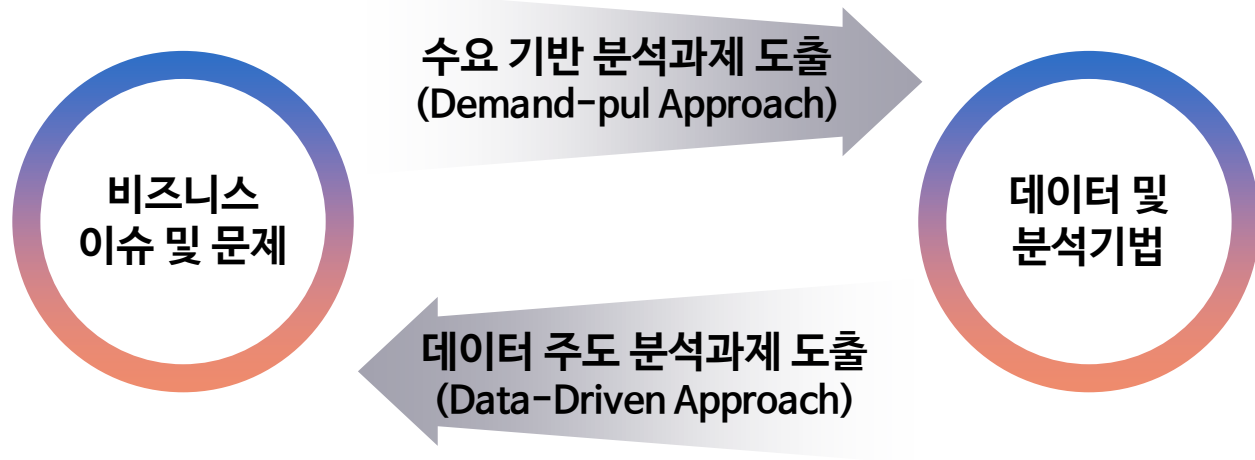 수요 기반 분석과제 도출
(Demand-pul Approach)
비즈니스
이슈 및 문제
데이터 및
분석기법
데이터 주도 분석과제 도출
(Data-Driven Approach)